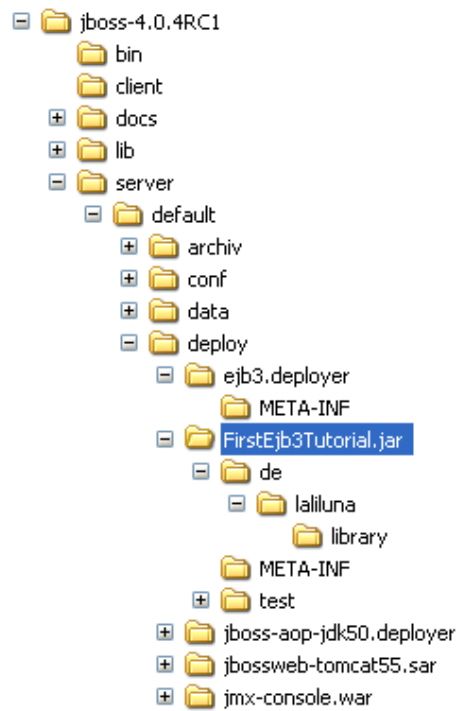 jboss-4.0.4RC1
bin
client
docs
lib
server
default
archiv
conf
data
deploy
ejb3.deployer
META-INF
FirstEjb3Tutorial.jar
de
laliluna
library
META-INF
test
jboss-aop-jdk50.deployer
jbossweb-tomcat55.sar
jmx-console.war